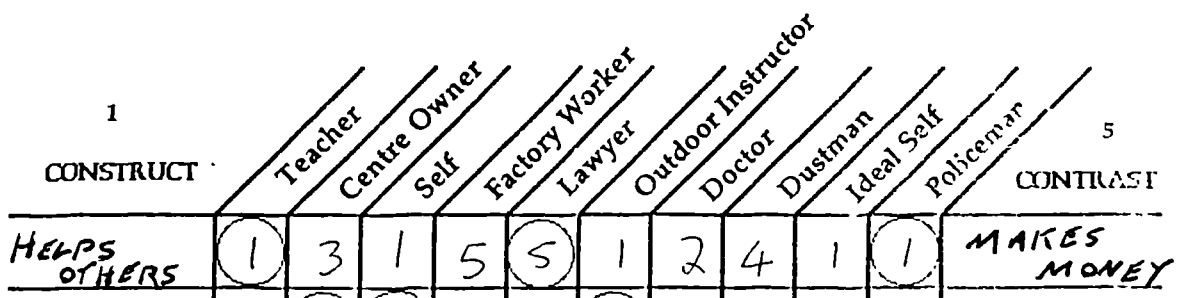 1
CONSTRUCT
Teacher
Centre Owner
Self
Factory Worker
Lawyer
Outdoor Instructor
Doctor
Dustman
Ideal Self
Policeman
5
CONTRAST
HELPS
OTHERS
1 3 1 5 5 1 2 4 1 1
MAKES
MONEY